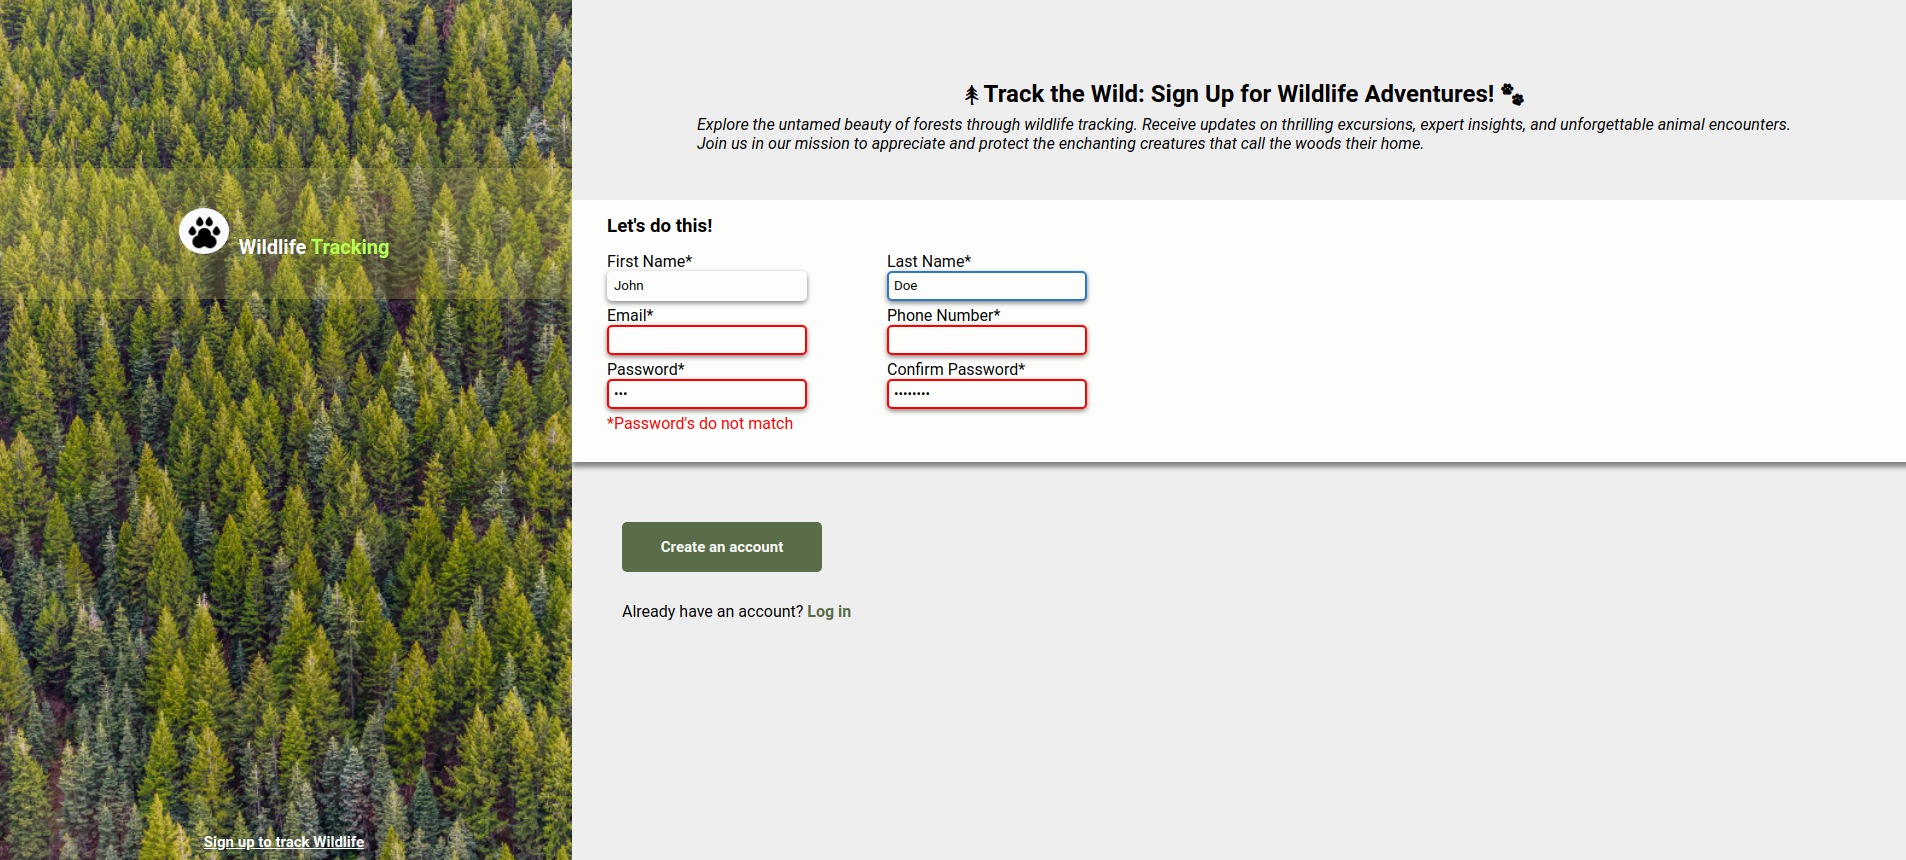 Wildlife Tracking
Sign up to track Wildlife
Track the Wild: Sign Up for Wildlife Adventures!
Explore the untamed beauty of forests through wildlife tracking. Receive updates on thrilling excursions, expert insights, and unforgettable animal encounters.
Join us in our mission to appreciate and protect the enchanting creatures that call the woods their home.
Let's do this!
First Name* Last Name*
John Doe
Email* Phone Number*
Password* Confirm Password*
••• ••••••••
*Password's do not match
Create an account
Already have an account? Log in